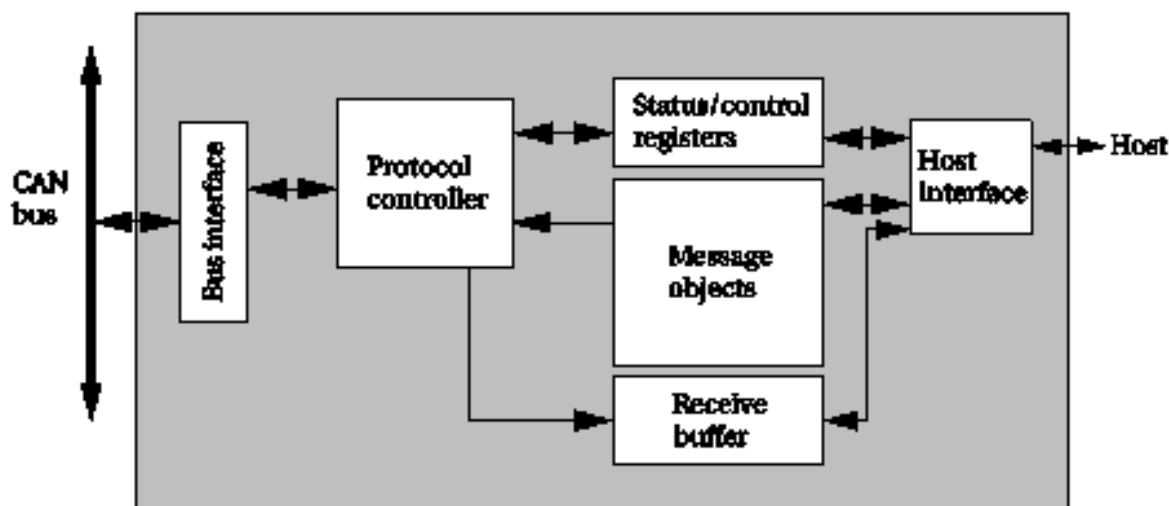 CAN
bus
Bus interface
Protocol
controller
Status/control
registers
Message
objects
Receive
buffer
Host
interface
Host